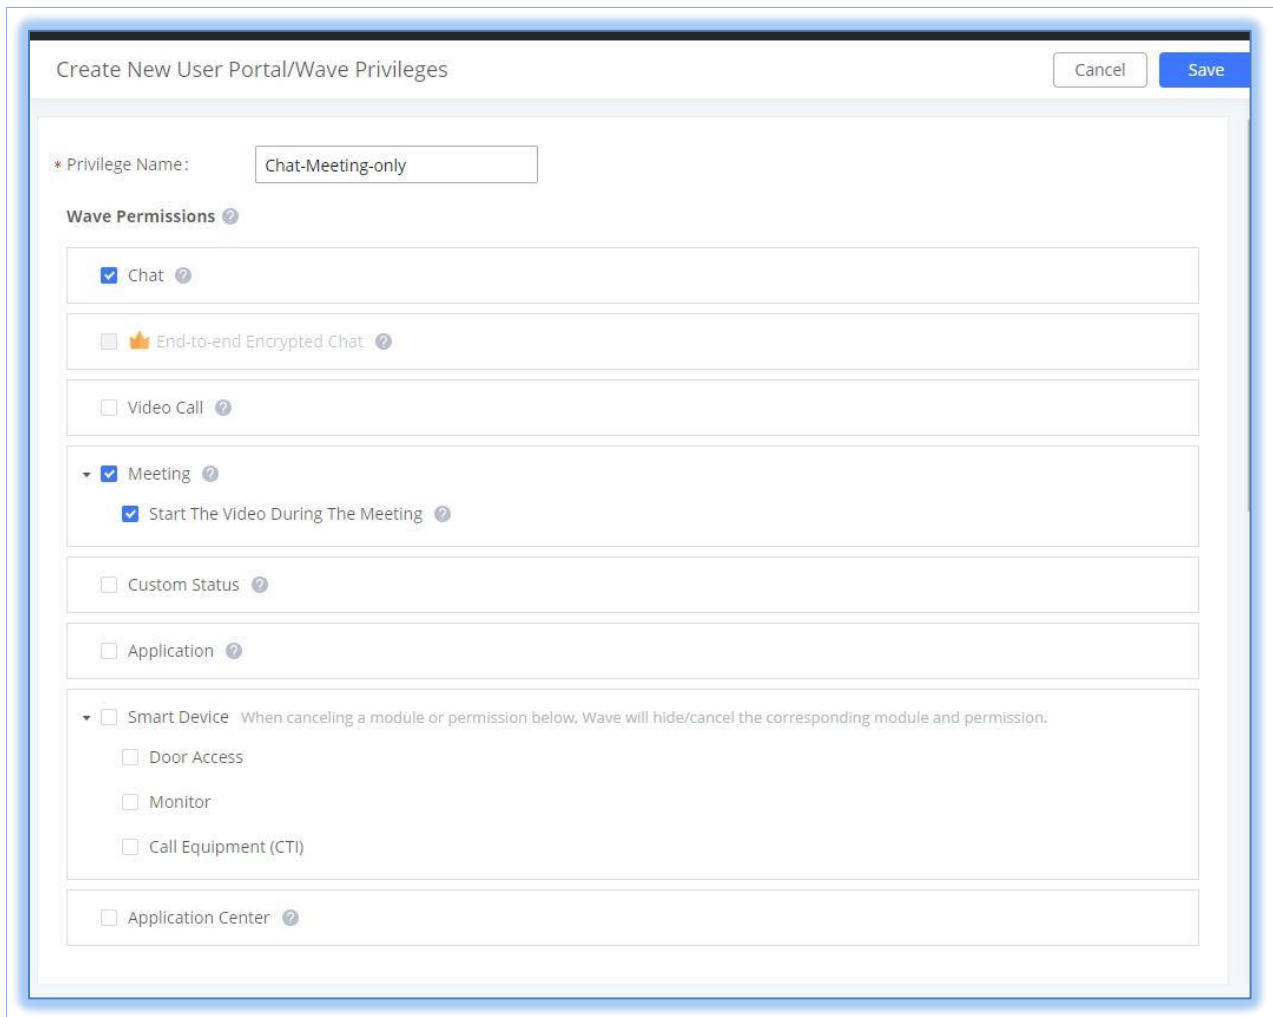 Create New User Portal/Wave Privileges
Cancel
Save
* Privilege Name:
Chat-Meeting-only
Wave Permissions ?
Chat ?
End-to-end Encrypted Chat ?
Video Call ?
Meeting ?
Start The Video During The Meeting ?
Custom Status ?
Application ?
Smart Device When canceling a module or permission below, Wave will hide/cancel the corresponding module and permission.
Door Access
Monitor
Call Equipment (CTI)
Application Center ?